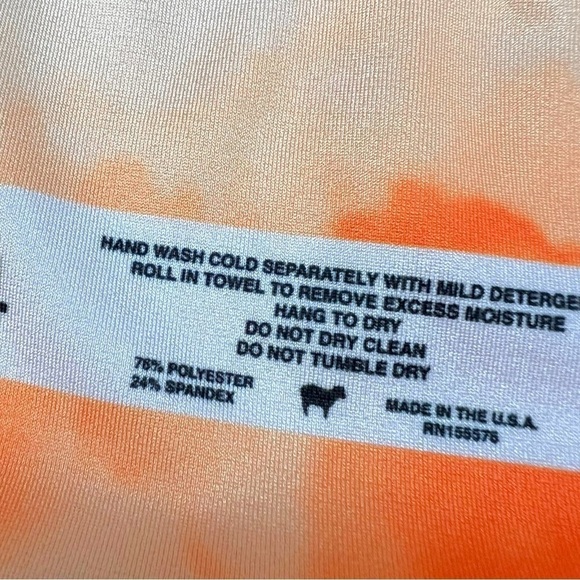 HAND WASH COLD SEPARATELY WITH MILD
ROLL IN TOWEL TO REMOVE EXCESS MOISTURE
HANG TO DRY
DO NOT DRY CLEAN
DO NOT TUMBLE DRY
76% POLYESTER
24% SPANDEX
MADE IN THE U.S.A.
RN155576